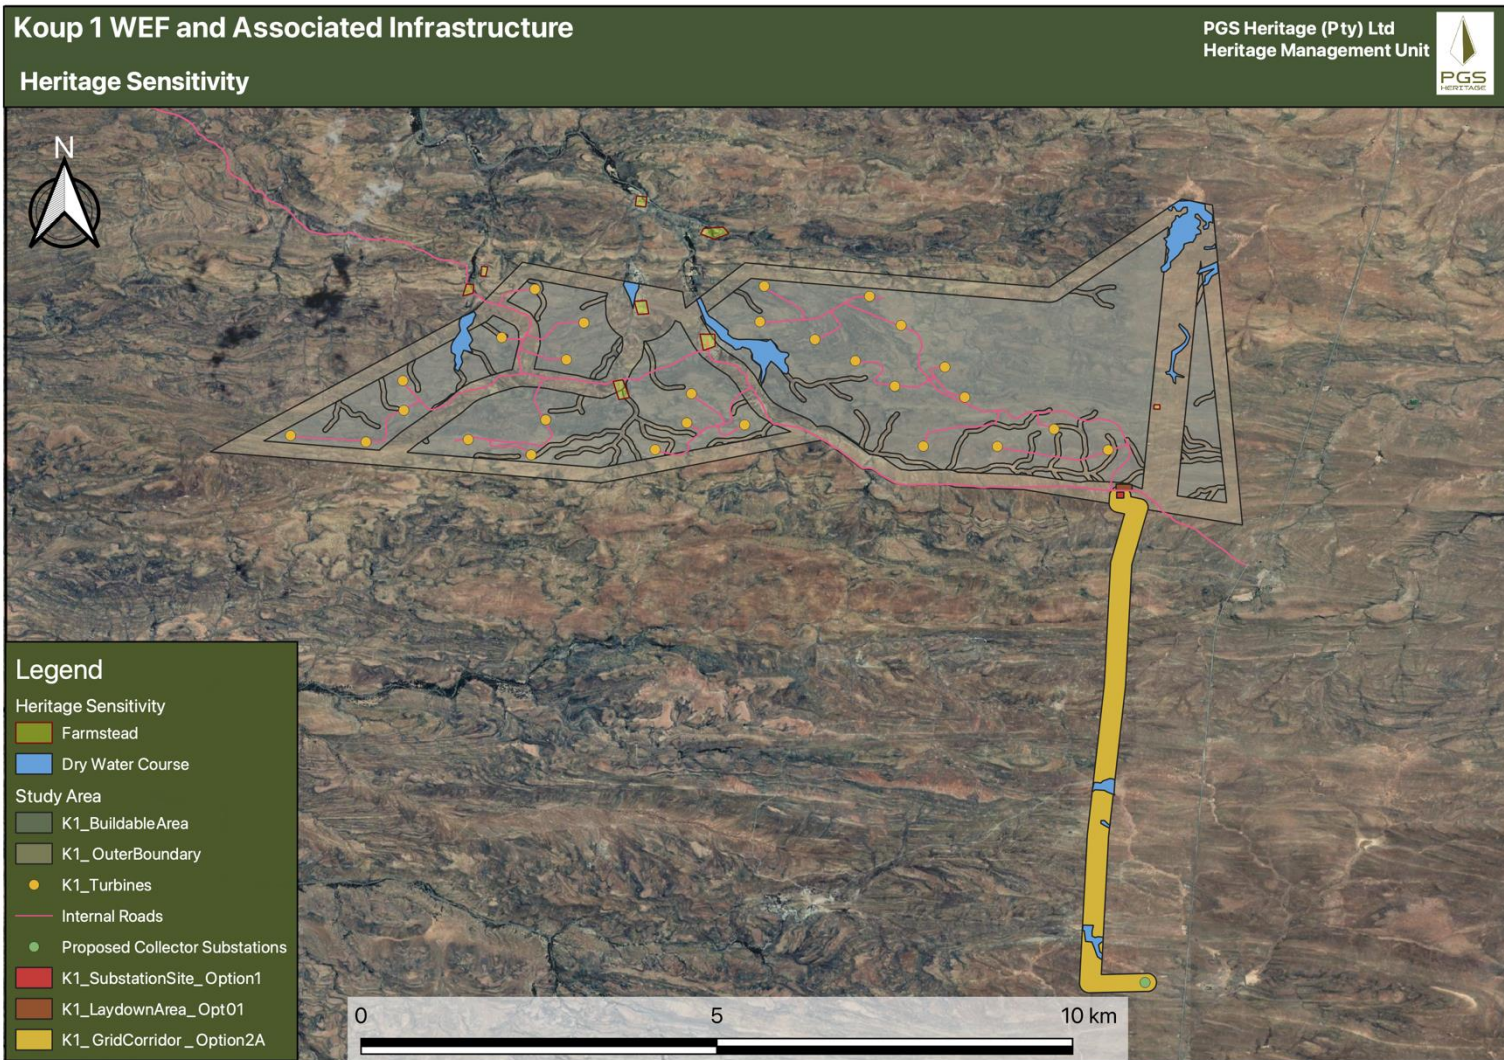 Koup 1 WEF and Associated Infrastructure
Heritage Sensitivity
PGS Heritage (Pty) Ltd
Heritage Management Unit
PGS
HERITAGE
N
Legend
Heritage Sensitivity
Farmstead
Dry Water Course
Study Area
K1_BuildableArea
K1_OuterBoundary
K1_Turbines
Internal Roads
Proposed Collector Substations
K1_SubstationSite_Option1
K1_LaydownArea_Opt01
K1_GridCorridor_Option2A
0 5 10 km